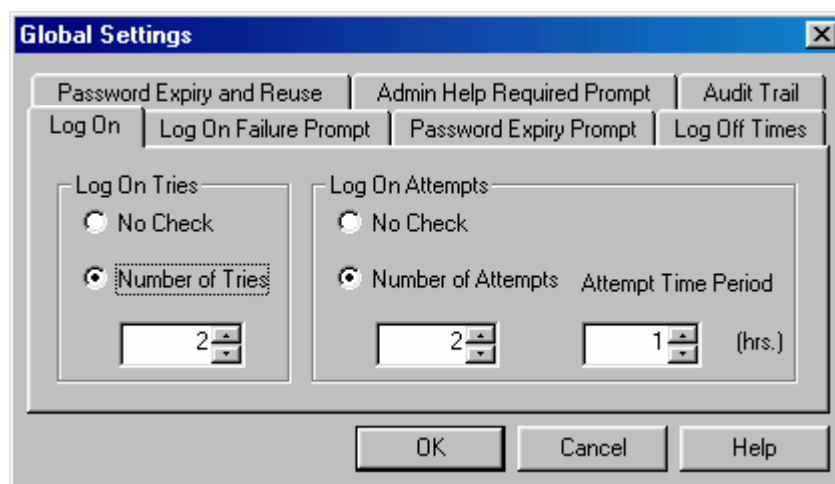 Global Settings
Password Expiry and Reuse
Admin Help Required Prompt
Audit Trail
Log On
Log On Failure Prompt
Password Expiry Prompt
Log Off Times
Log On Tries
No Check
Number of Tries
2
Log On Attempts
No Check
Number of Attempts
Attempt Time Period
2
1
(hrs.)
OK
Cancel
Help